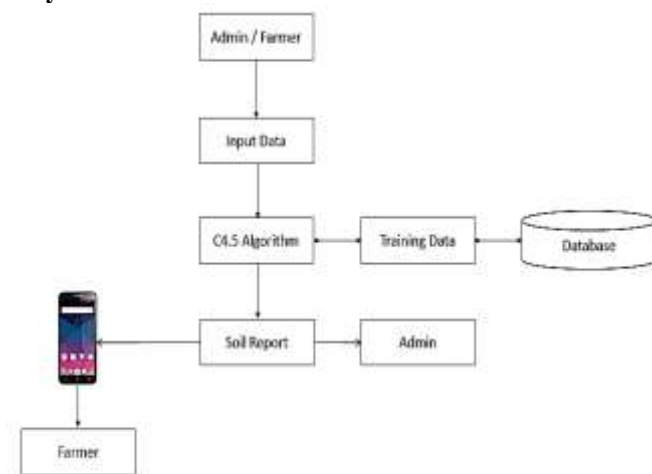 Admin / Farmer
Input Data
C4.5 Algorithm
Training Data
Database
Soil Report
Admin
Farmer